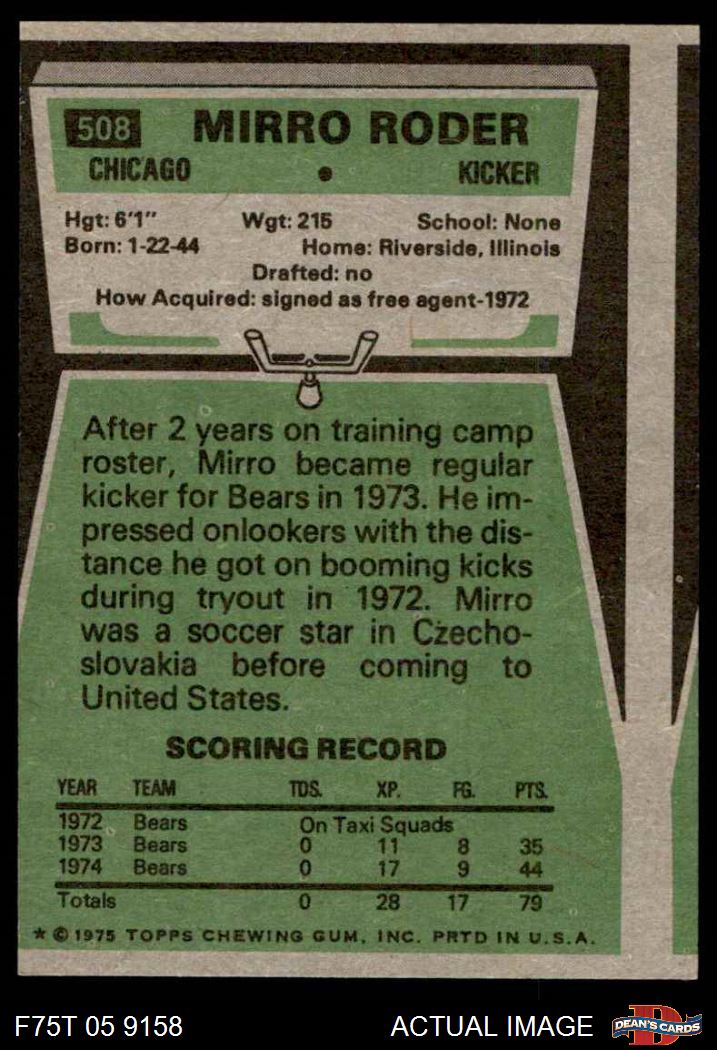 508 MIRRO RODER
CHICAGO • KICKER
Hgt: 6'1" Wgt: 215 School: None
Born: 1-22-44 Home: Riverside, Illinois
Drafted: no
How Acquired: signed as free agent-1972
After 2 years on training camp
roster, Mirro became regular
kicker for Bears in 1973. He im-
pressed onlookers with the dis-
tance he got on booming kicks
during tryout in 1972. Mirro
was a soccer star in Czecho-
slovakia before coming to
United States.
SCORING RECORD
YEAR TEAM TDS. XP. FG. PTS.
1972 Bears On Taxi Squads
1973 Bears 0 11 8 35
1974 Bears 0 17 9 44
Totals 0 28 17 79
* © 1975 TOPPS CHEWING GUM, INC. PRTD IN U.S.A.
F75T 05 9158 ACTUAL IMAGE D DEAN'S CARDS